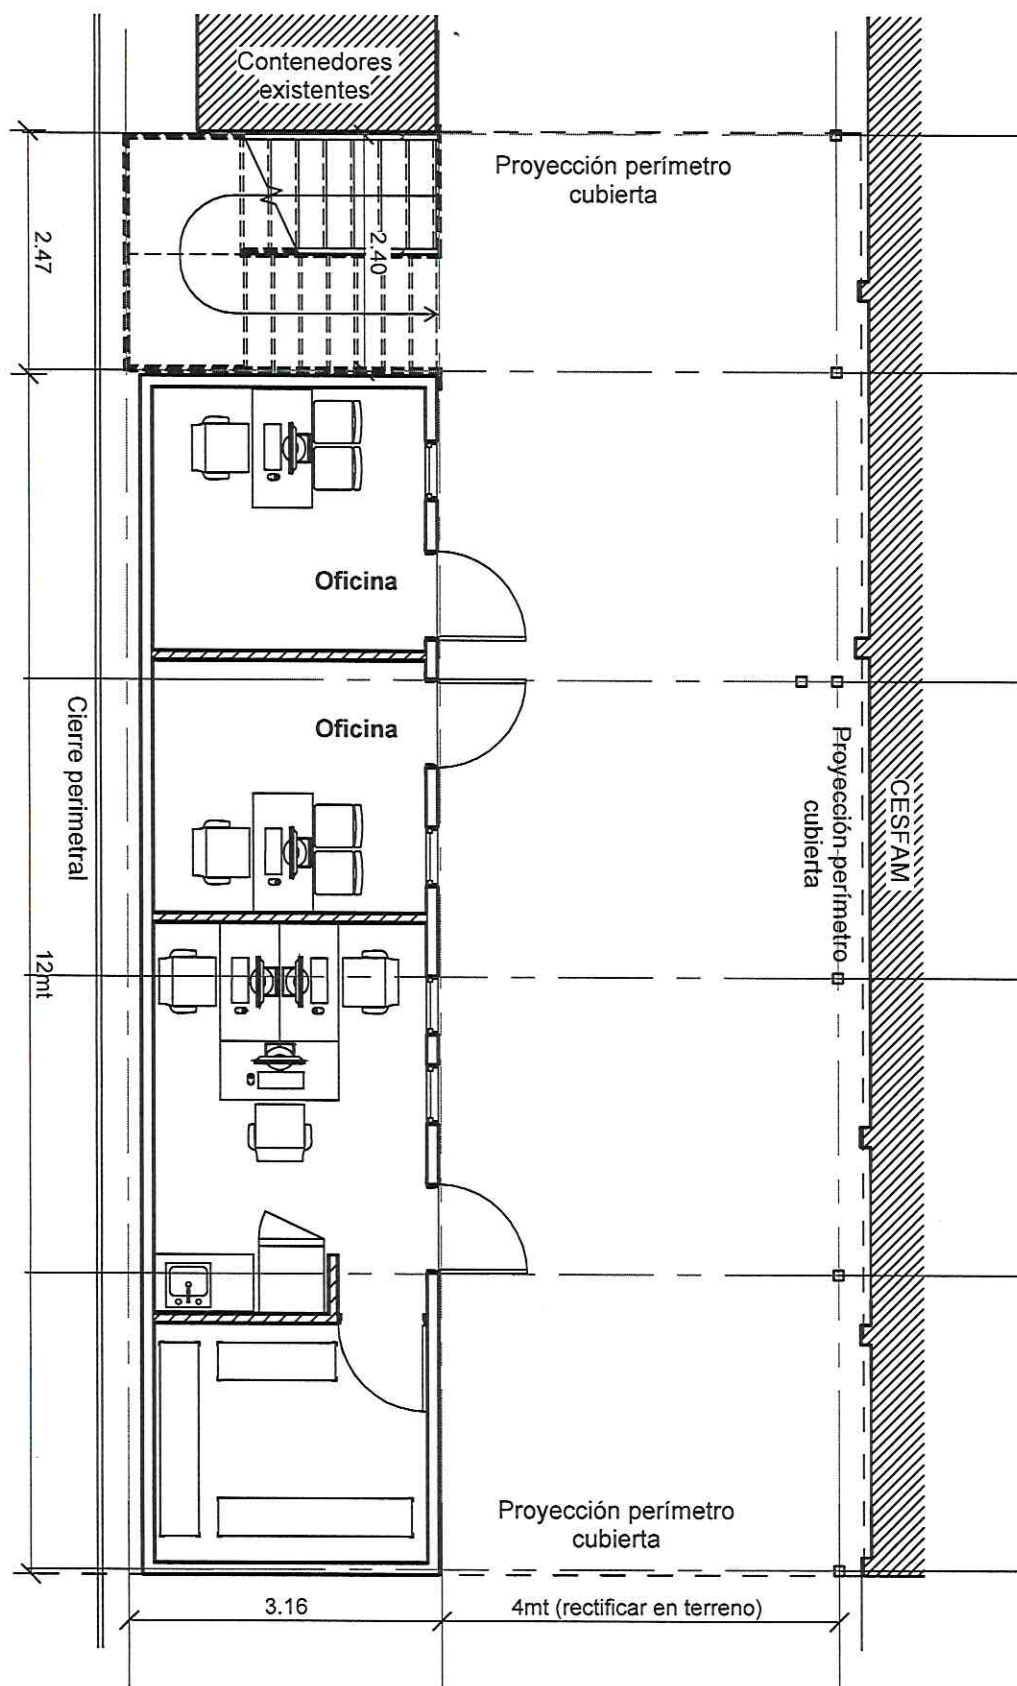 Contenedores
existentes
Proyección perímetro
cubierta
2.47
2.40
Oficina
Oficina
Cierre perimetral
Proyección perímetro
cubierta
CESFAM
12mt
Proyección perímetro
cubierta
3.16
4mt (rectificar en terreno)